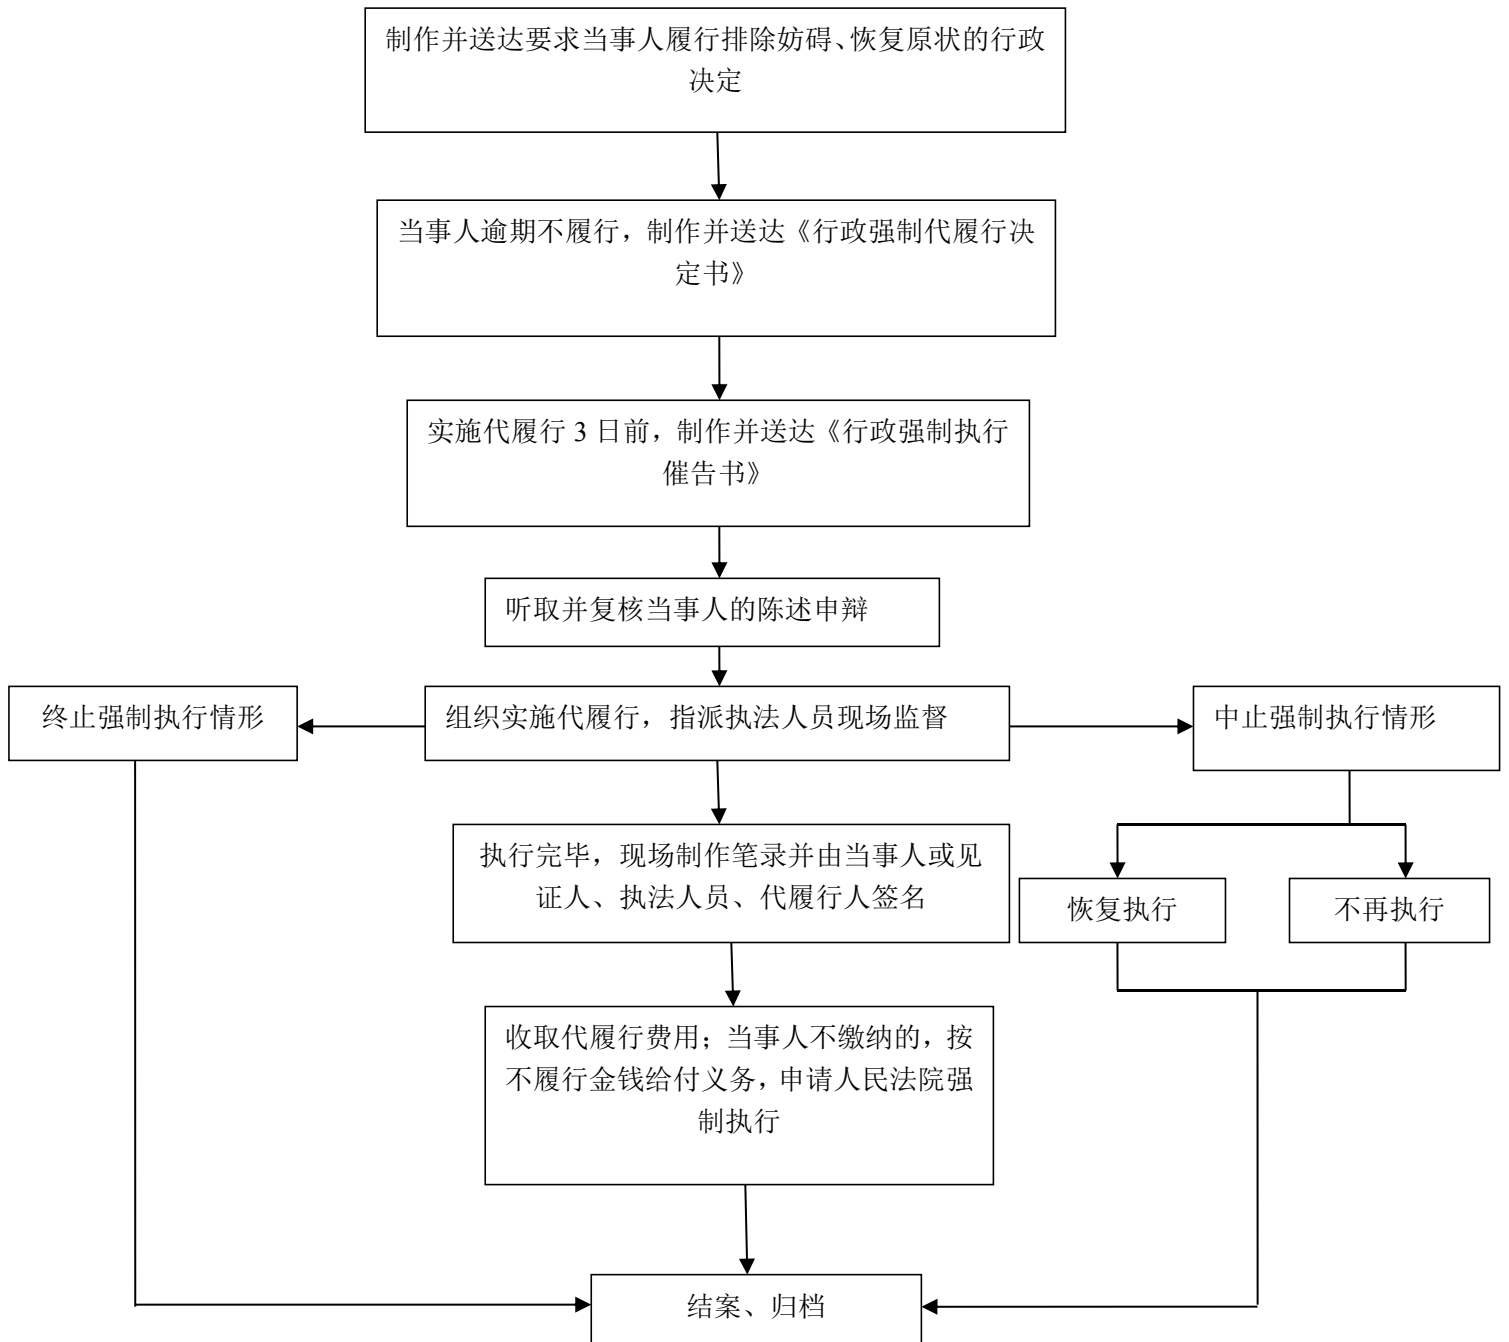 制作并送达要求当事人履行排除妨碍、恢复原状的行政
决定
当事人逾期不履行，制作并送达《行政强制代履行决
定书》
实施代履行 3 日前，制作并送达《行政强制执行
催告书》
听取并复核当事人的陈述申辩
终止强制执行情形
组织实施代履行，指派执法人员现场监督
中止强制执行情形
执行完毕，现场制作笔录并由当事人或见
证人、执法人员、代履行人签名
恢复执行
不再执行
收取代履行费用；当事人不缴纳的，按
不履行金钱给付义务，申请人民法院强
制执行
结案、归档